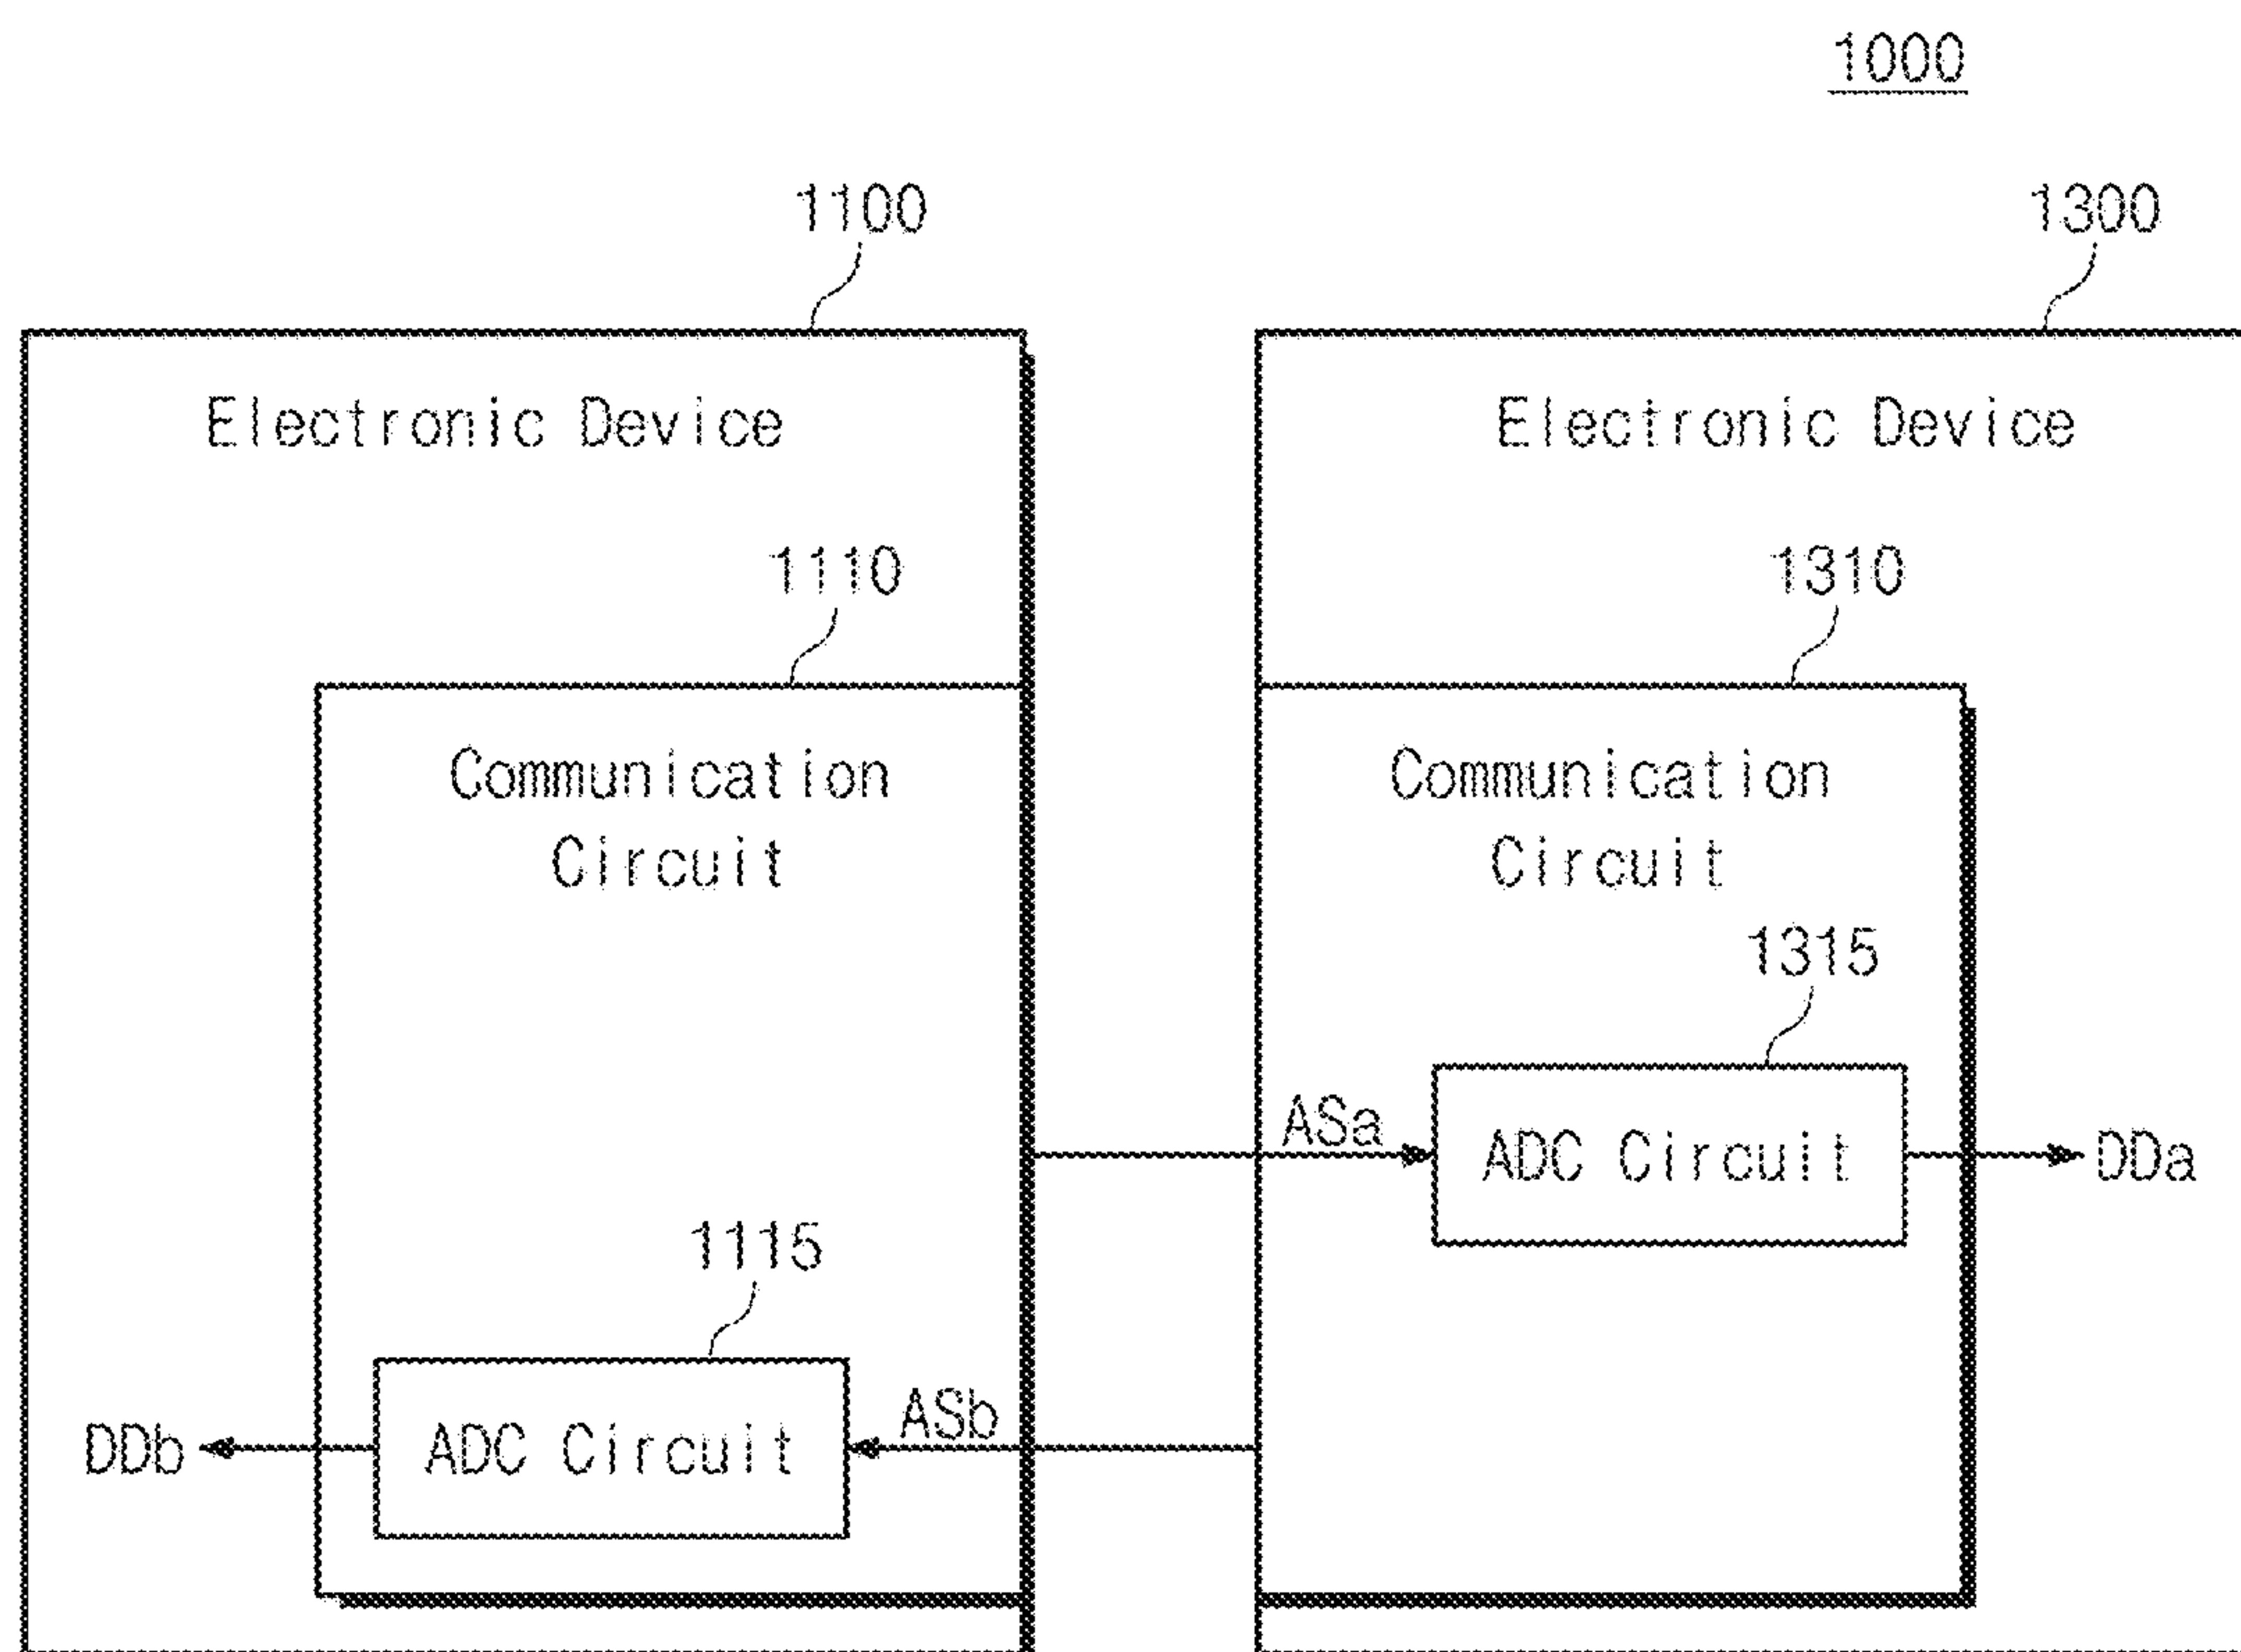 1000
1100
1300
Electronic Device
Electronic Device
1110
1310
Communication
Circuit
Communication
Circuit
1315
ASa
ADC Circuit
DDa
1115
DDb
ADC Circuit
ASb